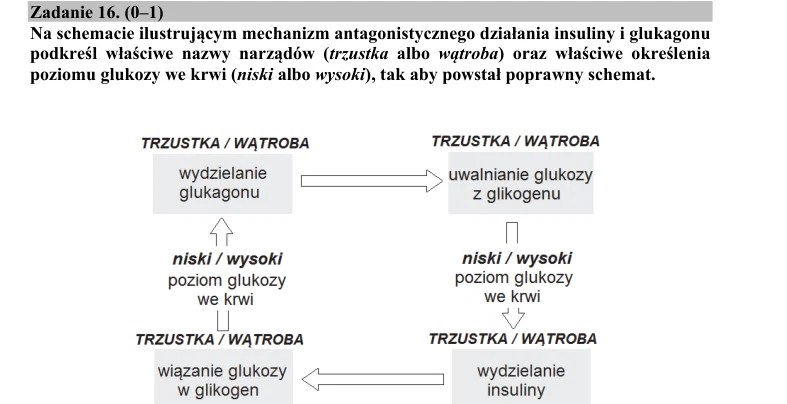 Zadanie 16. (0–1)
Na schemacie ilustrującym mechanizm antagonistycznego działania insuliny i glukagonu
podkreśl właściwe nazwy narządów (trzustka albo wątroba) oraz właściwe określenia
poziomu glukozy we krwi (niski albo wysoki), tak aby powstał poprawny schemat.
TRZUSTKA / WĄTROBA
wydzielanie
glukagonu
TRZUSTKA / WĄTROBA
uwalnianie glukozy
z glikogenu
niski / wysoki
poziom glukozy
we krwi
niski / wysoki
poziom glukozy
we krwi
TRZUSTKA / WĄTROBA
wiązanie glukozy
w glikogen
TRZUSTKA / WĄTROBA
wydzielanie
insuliny